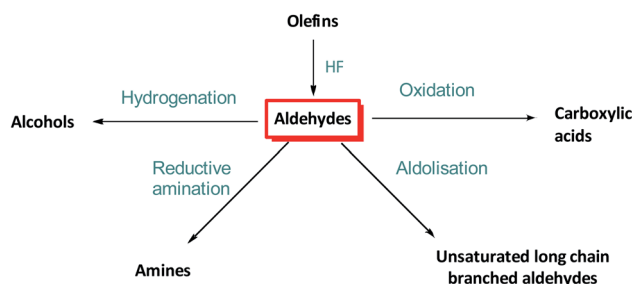 Olefins
HF
Hydrogenation
Oxidation
Alcohols
Aldehydes
Carboxylic
acids
Reductive
amination
Aldolisation
Amines
Unsaturated long chain
branched aldehydes